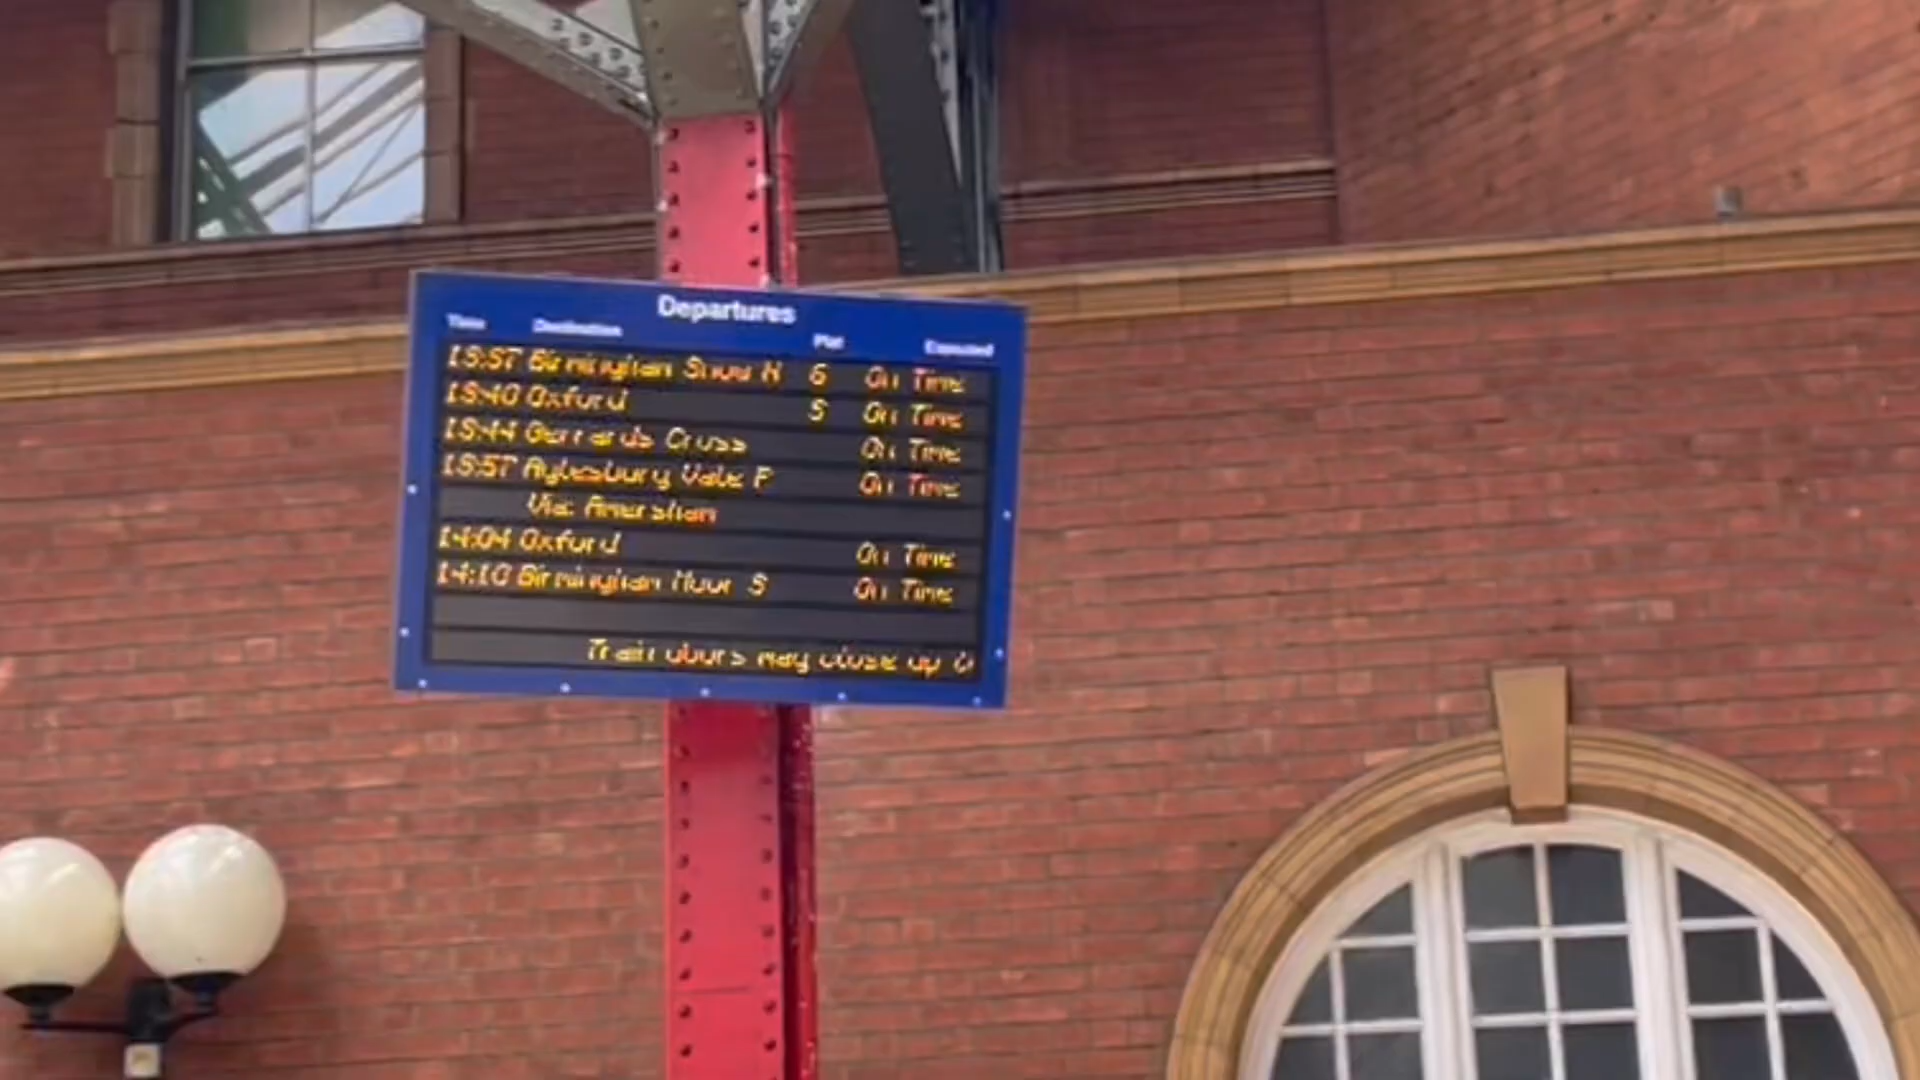 Departures
Time Destination Plat Expected
13:37 Birmingham Snow H 6 On Time
13:40 Oxford 5 On Time
13:44 Gerrards Cross On Time
13:57 Aylesbury Vale P On Time
Via: Amersham
14:04 Oxford On Time
14:10 Birmingham Moor S On Time
Train doors may close up